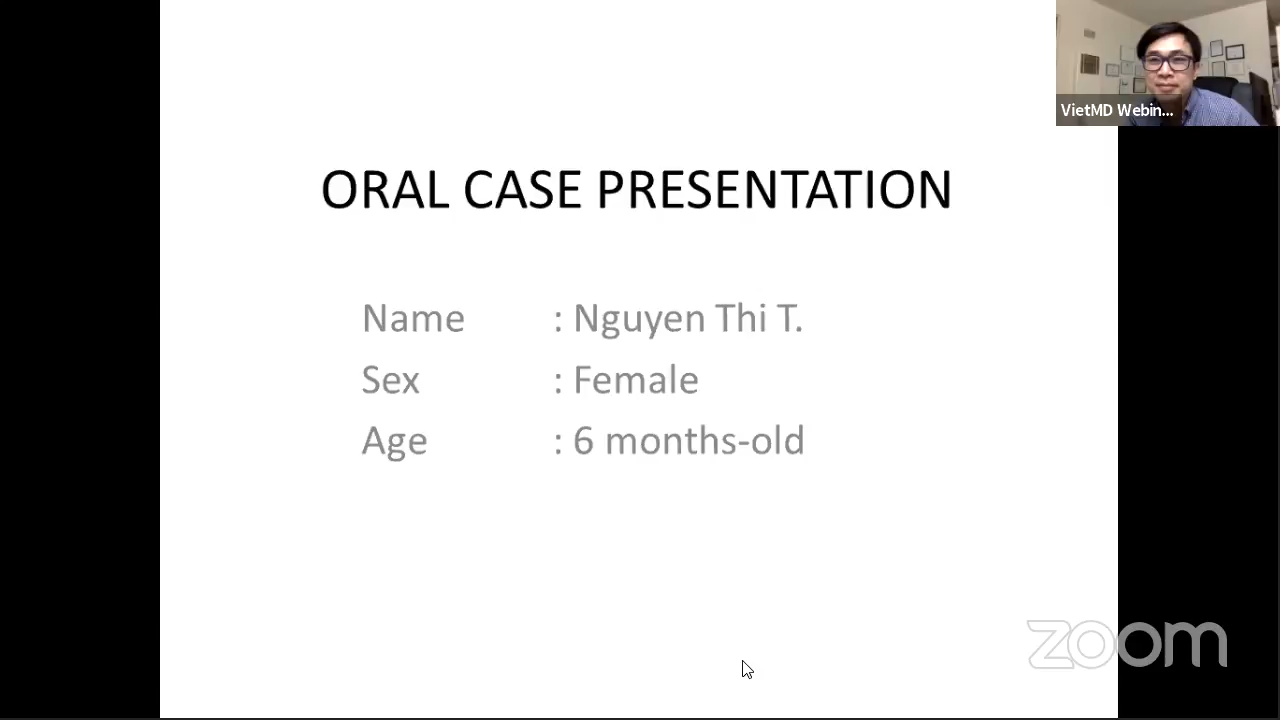 VietMD Webin...
ORAL CASE PRESENTATION
Name : Nguyen Thi T.
Sex : Female
Age : 6 months-old
zoom